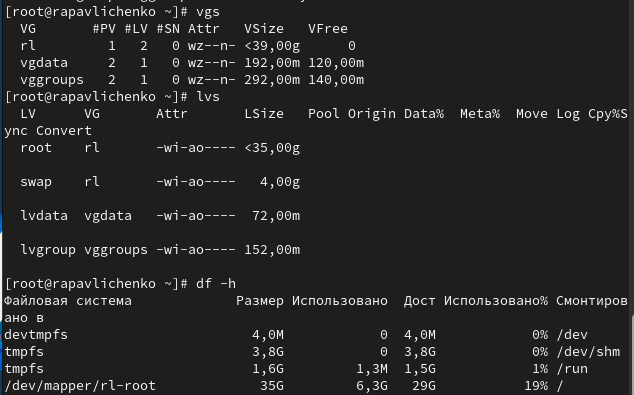 [root@rapavlichenko ~]# vgs
  VG       #PV #LV #SN Attr   VSize   VFree
  rl         1   2   0 wz--n- <39,00g      0
  vgdata     2   1   0 wz--n- 192,00m 120,00m
  vggroups   2   1   0 wz--n- 292,00m 140,00m
[root@rapavlichenko ~]# lvs
  LV      VG       Attr       LSize   Pool Origin Data%  Meta%  Move Log Cpy%S
ync Convert
  root    rl       -wi-ao---- <35,00g
  swap    rl       -wi-ao----   4,00g
  lvdata  vgdata   -wi-ao----  72,00m
  lvgroup vggroups -wi-ao---- 152,00m
[root@rapavlichenko ~]# df -h
Файловая система             Размер Использовано  Дост Использовано% Смонтиров
ано в
devtmpfs                       4,0M            0  4,0M            0% /dev
tmpfs                          3,8G            0  3,8G            0% /dev/shm
tmpfs                          1,6G         1,3M  1,5G            1% /run
/dev/mapper/rl-root             35G         6,3G   29G           19% /